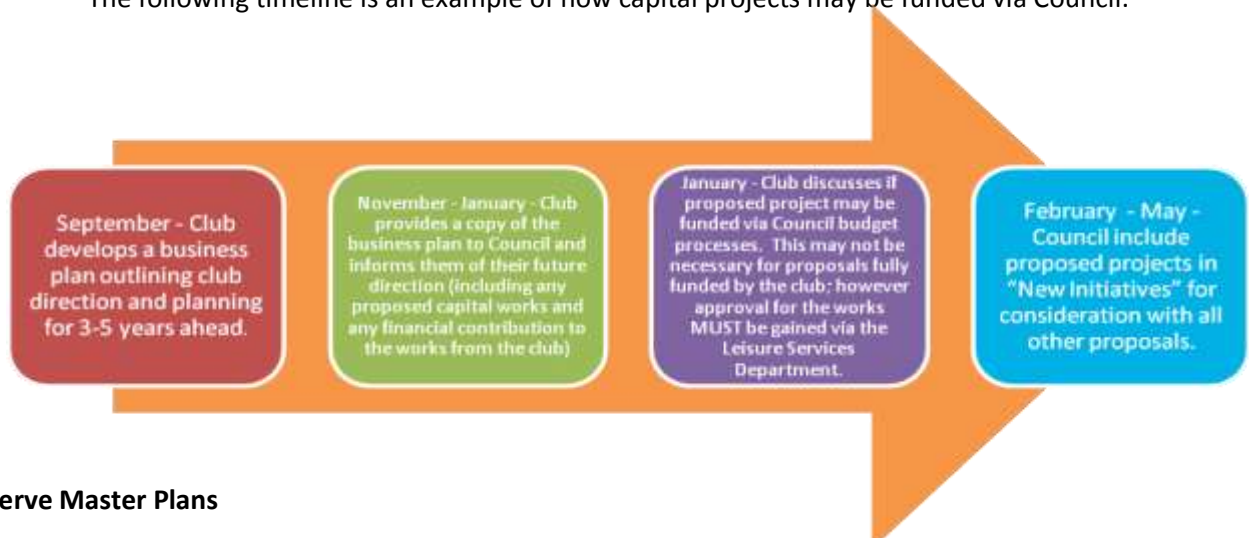 The following timeline is an example of how capital projects may be funded via Council.
September - Club
develops a business
plan outlining club
direction and planning
for 3-5 years ahead.
November - January - Club
provides a copy of the
business plan to Council and
informs them of their future
direction (including any
proposed capital works and
any financial contribution to
the works from the club)
January - Club discusses if
proposed project may be
funded via Council budget
processes. This may not be
necessary for proposals fully
funded by the club; however
approval for the works
MUST be gained via the
Leisure Services
Department.
February - May -
Council include
proposed projects in
"New Initiatives" for
consideration with all
other proposals.
erve Master Plans